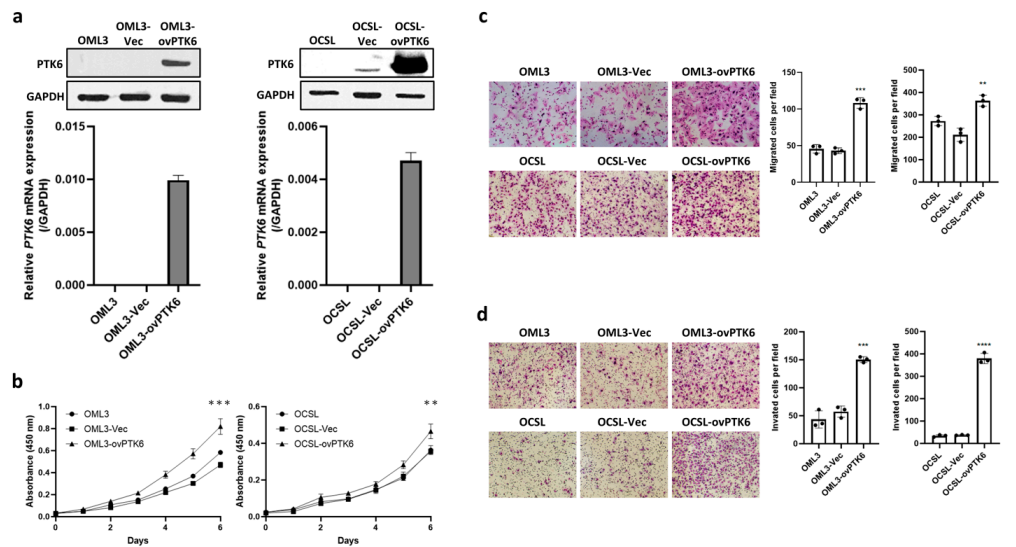 a
OML3
OML3-
Vec
OML3-
ovPTK6
PTK6
GAPDH
Relative PTK6 mRNA expression
(/GAPDH)
0.015
0.010
0.005
0.000
OML3
OML3-Vec
OML3-ovPTK6
OCSL
OCSL-
Vec
OCSL-
ovPTK6
PTK6
GAPDH
Relative PTK6 mRNA expression
(/GAPDH)
0.006
0.004
0.002
0.000
OCSL
OCSL-Vec
OCSL-ovPTK6
b
Absorbance (450 nm)
1.0
0.8
0.6
0.4
0.2
0.0
OML3
OML3-Vec
OML3-ovPTK6
***
0 2 4 6
Days
Absorbance (450 nm)
0.6
0.4
0.2
0.0
OCSL
OCSL-Vec
OCSL-ovPTK6
**
0 2 4 6
Days
c
OML3 OML3-Vec OML3-ovPTK6
OCSL OCSL-Vec OCSL-ovPTK6
Migrated cells per field
150
100
50
0
***
OML3
OML3-Vec
OML3-ovPTK6
Migrated cells per field
500
400
300
200
100
0
**
OCSL
OCSL-Vec
OCSL-ovPTK6
d
OML3 OML3-Vec OML3-ovPTK6
OCSL OCSL-Vec OCSL-ovPTK6
Invated cells per field
200
150
100
50
0
***
OML3
OML3-Vec
OML3-ovPTK6
Invated cells per field
500
400
300
200
100
0
****
OCSL
OCSL-Vec
OCSL-ovPTK6